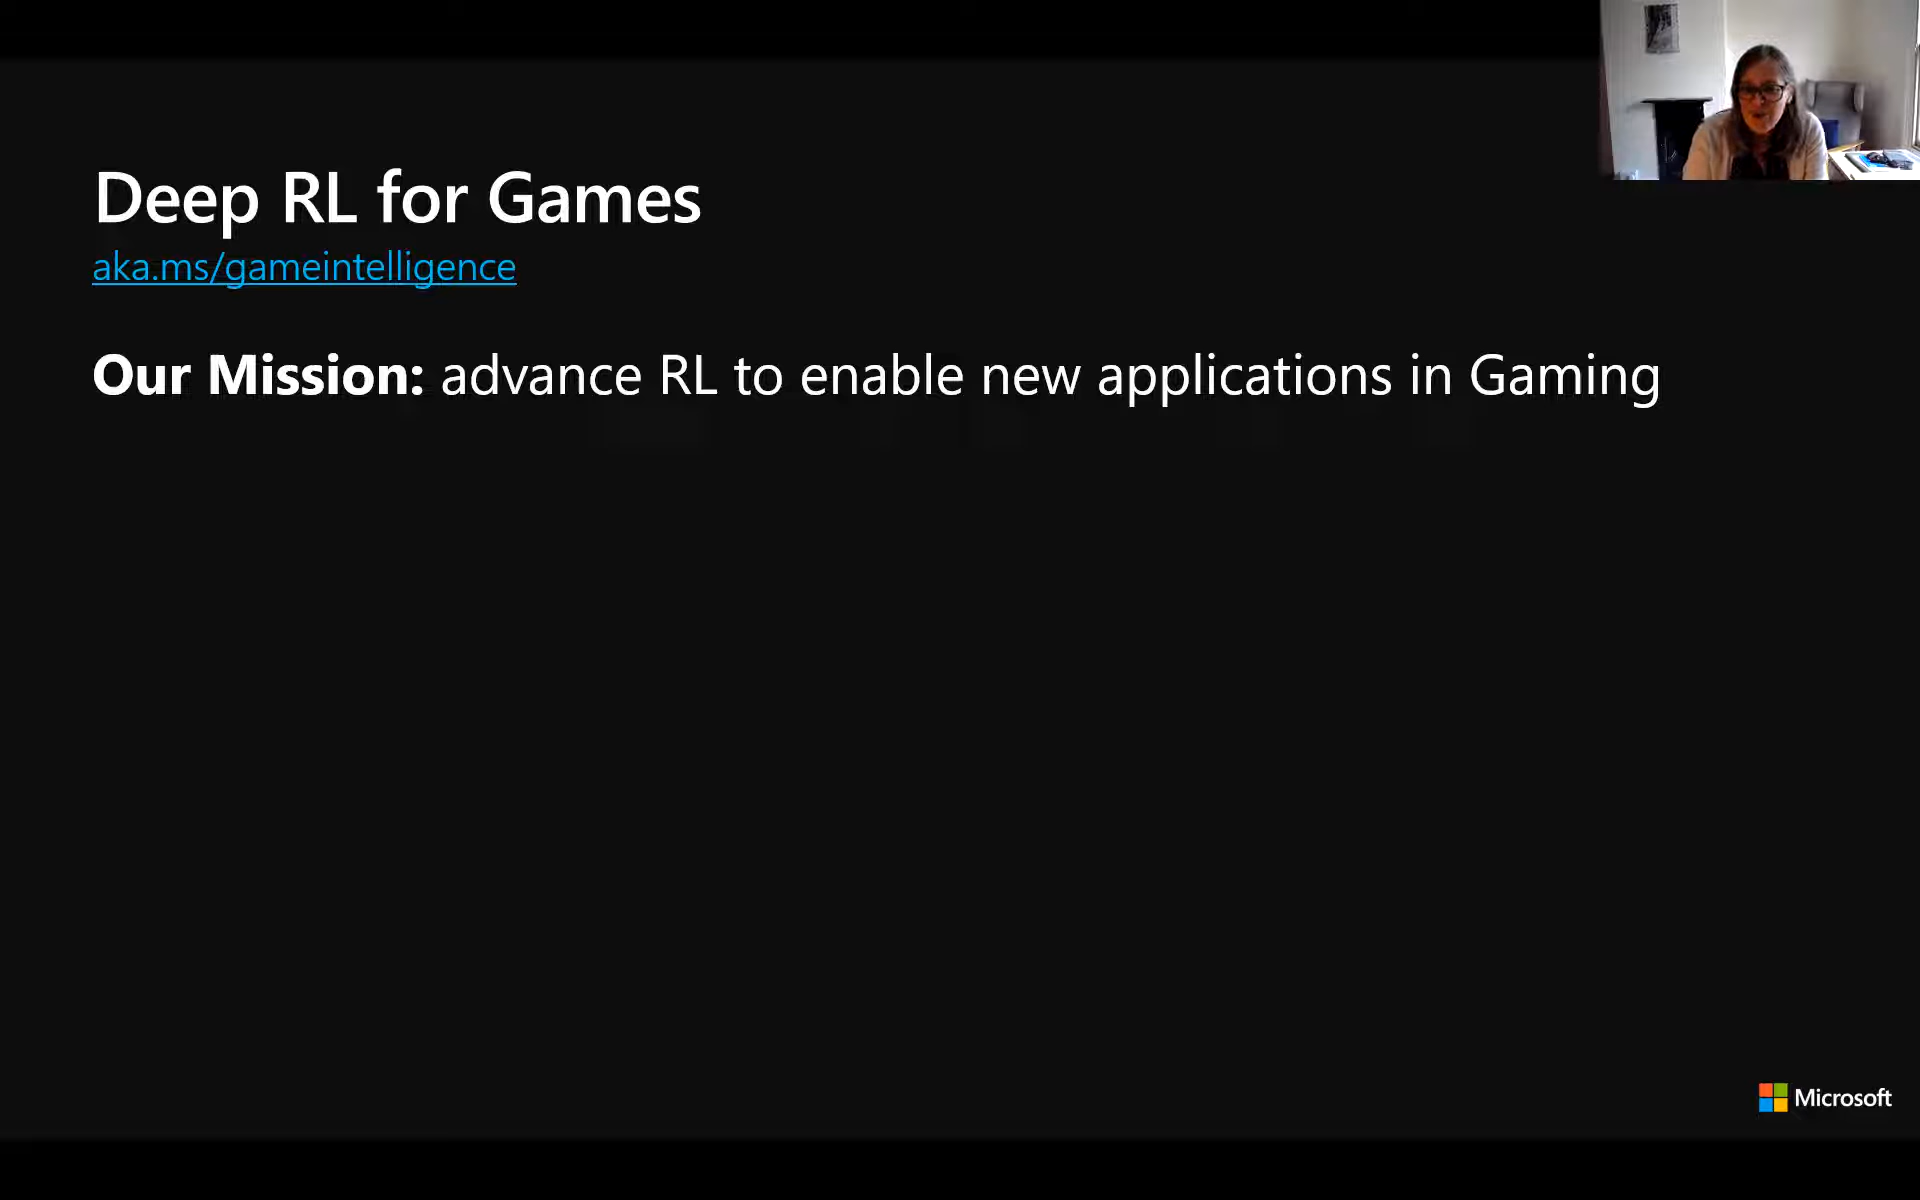 Deep RL for Games
aka.ms/gameintelligence
Our Mission: advance RL to enable new applications in Gaming
Microsoft